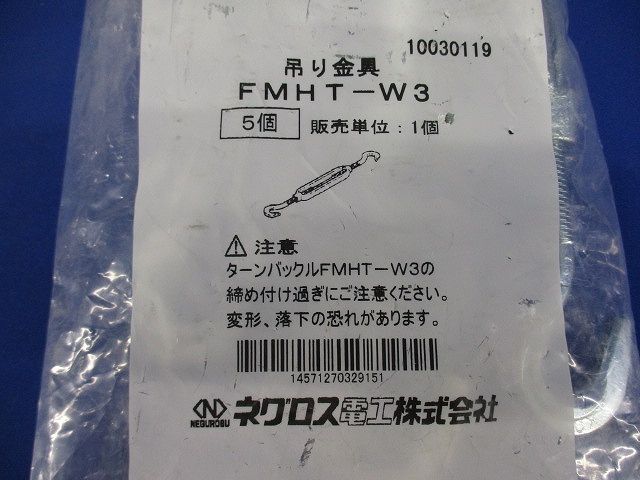 10030119
吊り金具
FMHT-W3
5個 販売単位:1個
⚠ 注意
ターンバックルFMHT-W3の
締め付け過ぎにご注意ください。
変形、落下の恐れがあります。
14571270329151
NEGUROSU ネグロス電工株式会社